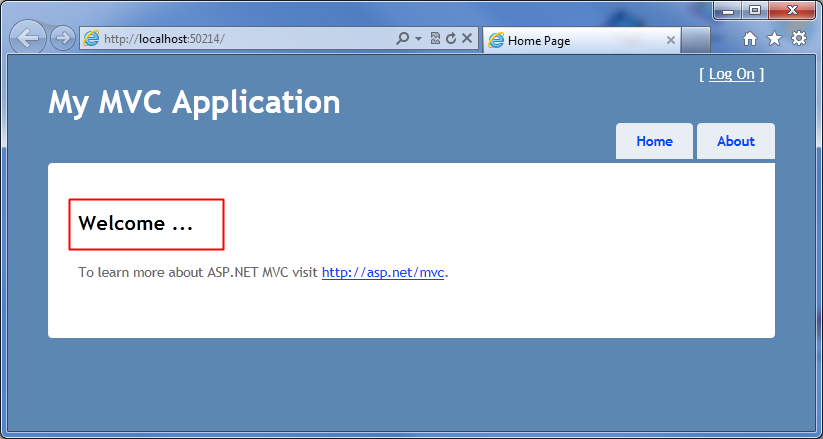 http://localhost:50214/
Home Page
[ Log On ]
My MVC Application
Home
About
Welcome ...
To learn more about ASP.NET MVC visit http://asp.net/mvc.